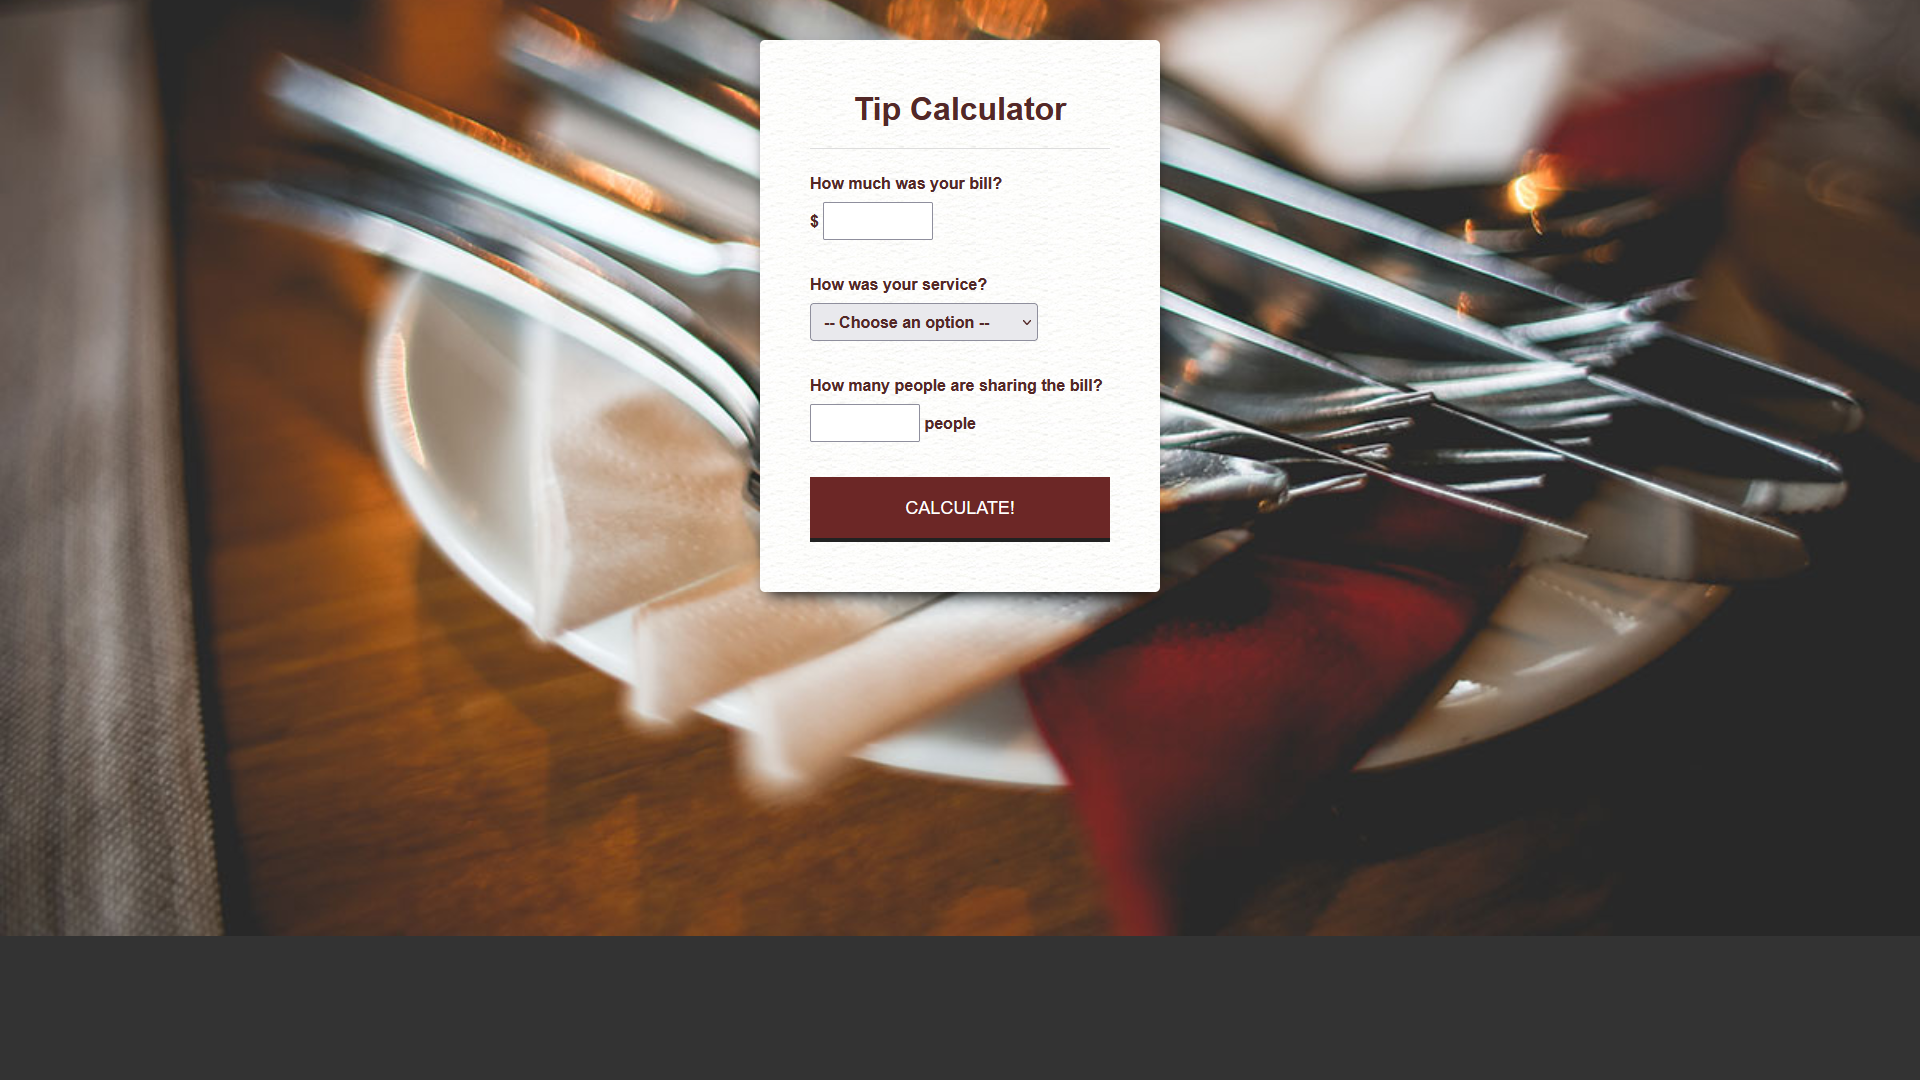 Tip Calculator
How much was your bill?
$
How was your service?
-- Choose an option --
How many people are sharing the bill?
people
CALCULATE!